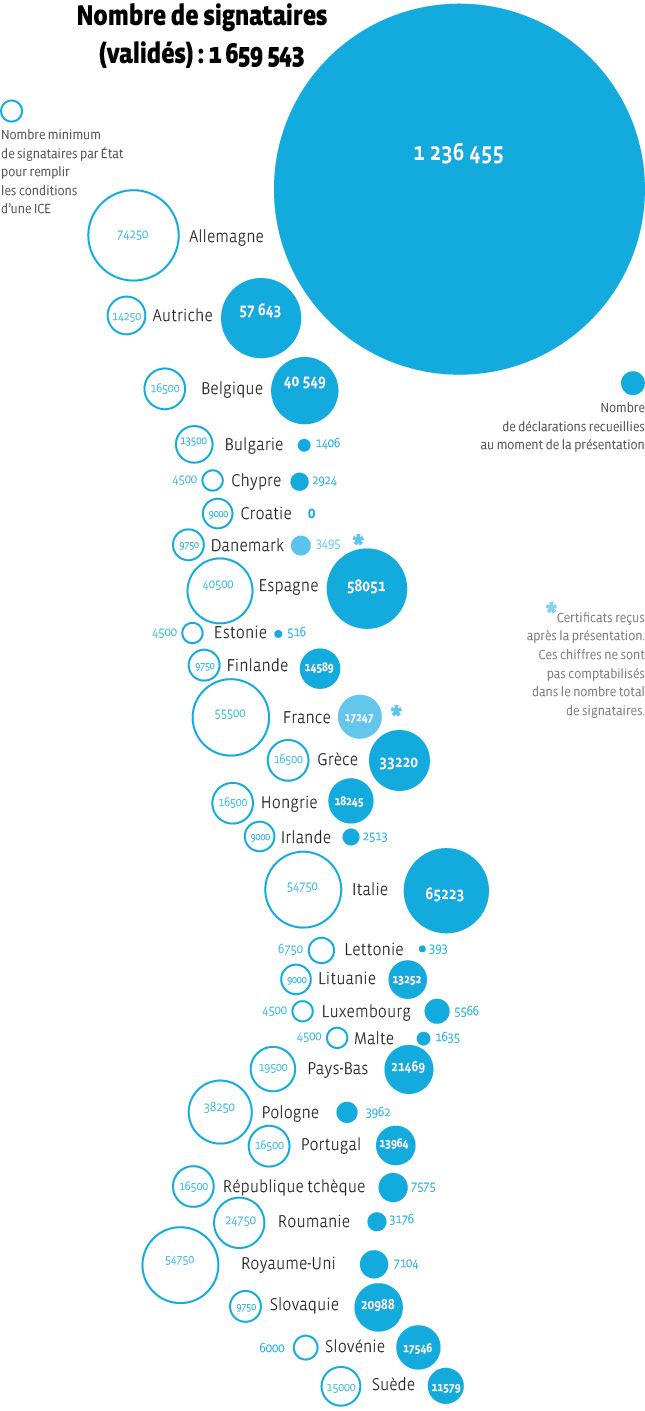 Nombre de signataires
(validés) : 1 659 543
Nombre minimum
de signataires par État
pour remplir
les conditions
d'une ICE
1 236 455
74250 Allemagne
14250 Autriche 57 643
16500 Belgique 40 549
Nombre
de déclarations recueillies
au moment de la présentation
13500 Bulgarie 1406
4500 Chypre 2924
9000 Croatie 0
9750 Danemark 3495 *
40500 Espagne 58051
4500 Estonie 516
*Certificats reçus
après la présentation.
Ces chiffres ne sont
pas comptabilisés
dans le nombre total
de signataires.
9750 Finlande 14589
55500 France 17247 *
16500 Grèce 33220
16500 Hongrie 18245
9000 Irlande 2513
54750 Italie 65223
6750 Lettonie 393
9000 Lituanie 13252
4500 Luxembourg 5566
4500 Malte 1635
19500 Pays-Bas 21469
38250 Pologne 3962
16500 Portugal 13964
16500 République tchèque 7575
24750 Roumanie 3176
54750 Royaume-Uni 7104
9750 Slovaquie 20988
6000 Slovénie 17546
15000 Suède 11579